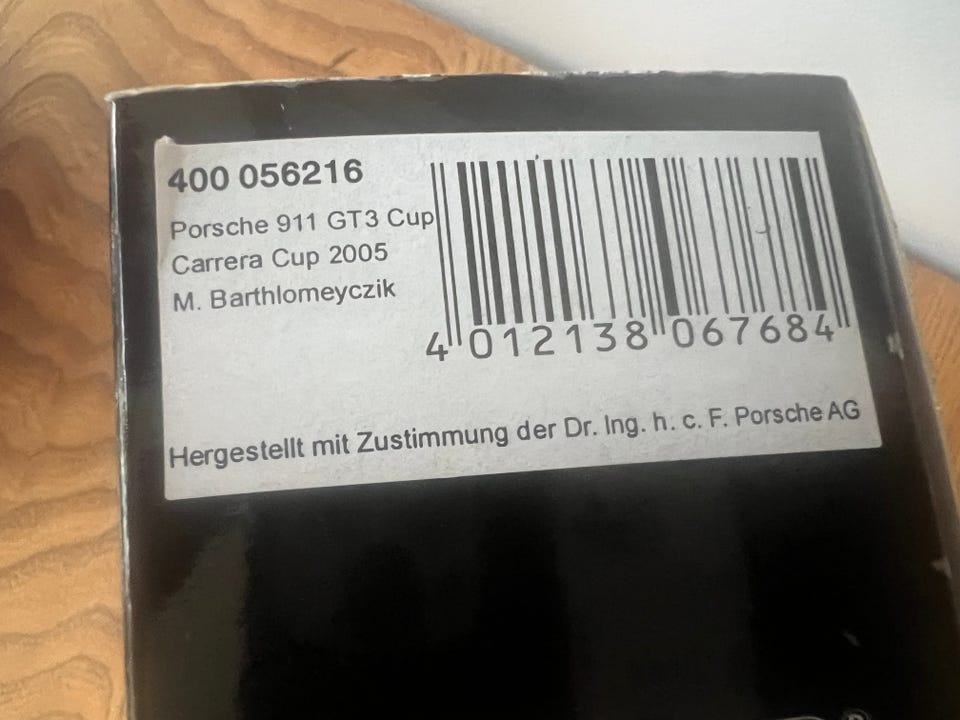 400 056216
Porsche 911 GT3 Cup
Carrera Cup 2005
M. Barthlomeyczik
4 012138 067684
Hergestellt mit Zustimmung der Dr. Ing. h. c. F. Porsche AG